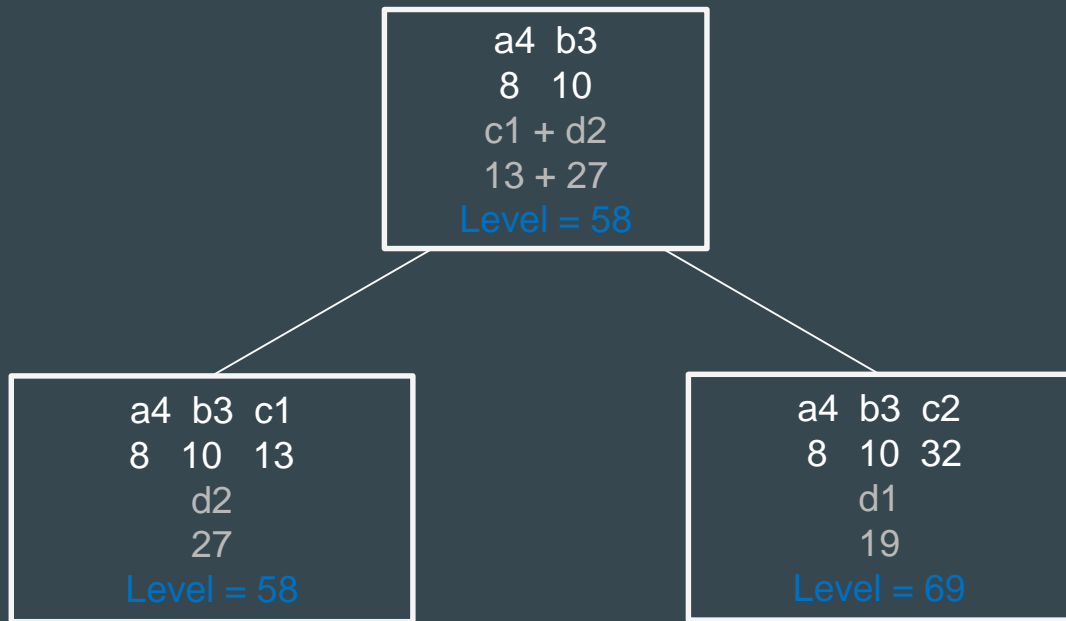 a4 b3
8 10
c1 + d2
13 + 27
Level = 58
a4 b3 c1
8 10 13
d2
27
Level = 58
a4 b3 c2
8 10 32
d1
19
Level = 69